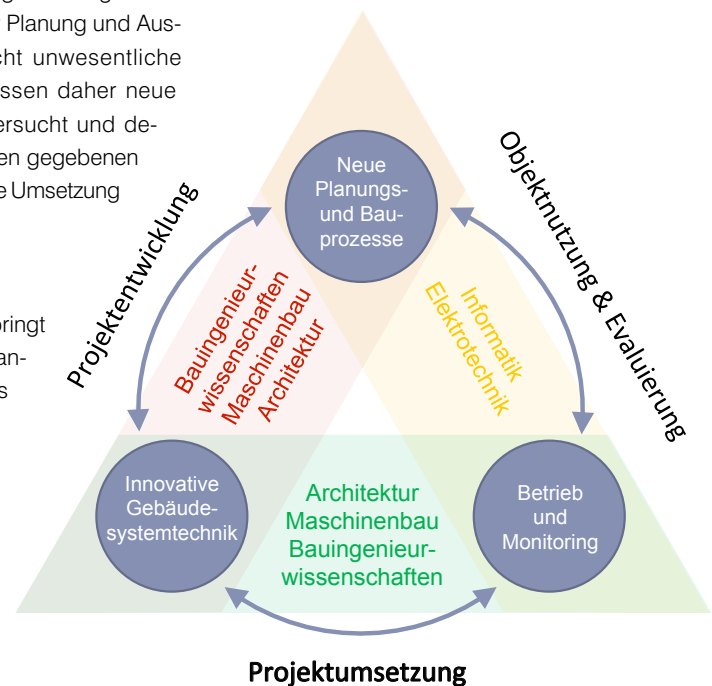 Planung und Aus-
cht unwesentliche
ssen daher neue
ersucht und de-
en gegebenen
e Umsetzung
pringt
an-
s
Neue
Planungs-
und Bau-
prozesse
Projektentwicklung
Objektnutzung & Evaluierung
Bauingenieur-
wissenschaften
Maschinenbau
Architektur
Informatik
Elektrotechnik
Innovative
Gebäude-
systemtechnik
Architektur
Maschinenbau
Bauingenieur-
wissenschaften
Betrieb
und
Monitoring
Projektumsetzung